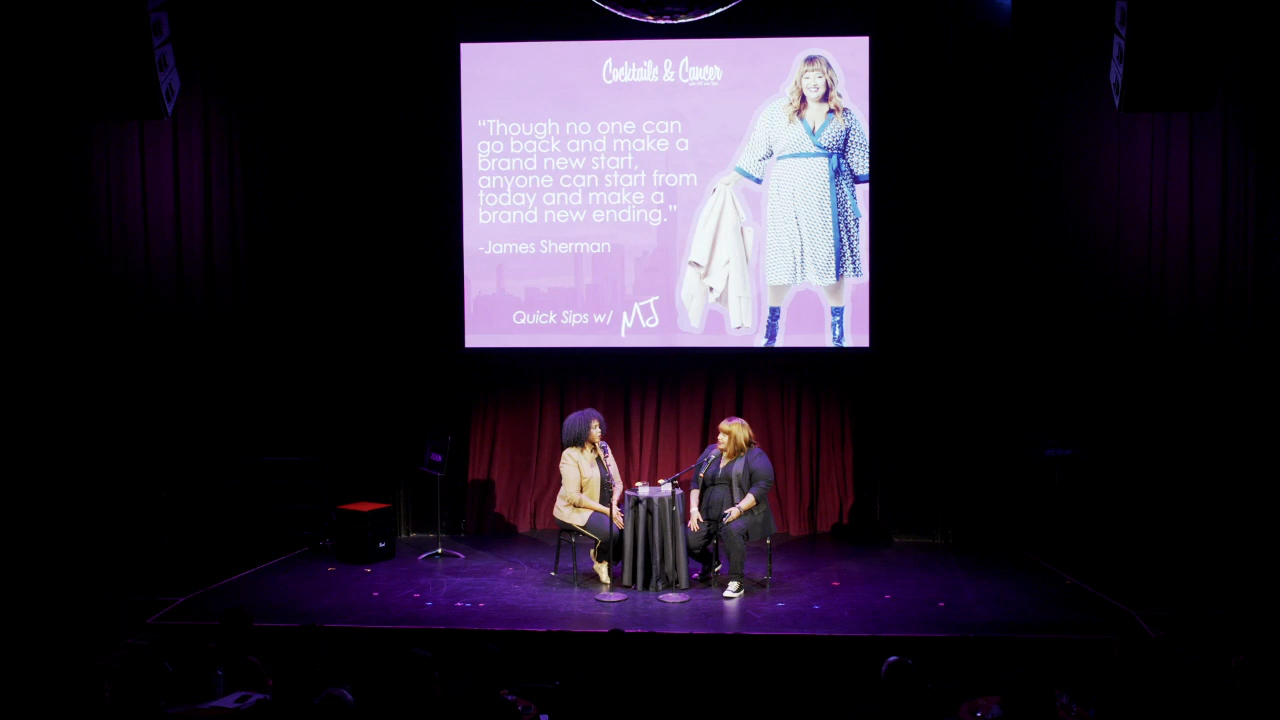 Cocktails & Cancer
“Though no one can
go back and make a
brand new start,
anyone can start from
today and make a
brand new ending.”
-James Sherman
Quick Sips w/ MJ